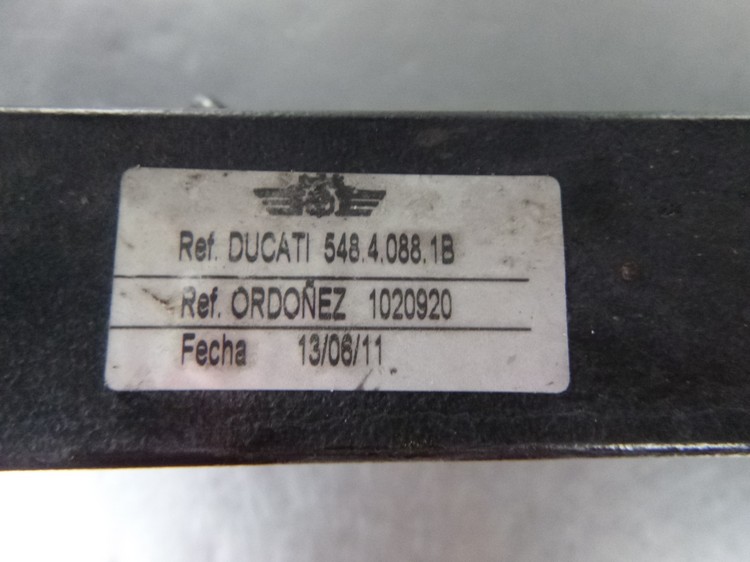 Ref. DUCATI 548.4.088.1B
Ref. ORDOÑEZ 1020920
Fecha 13/06/11